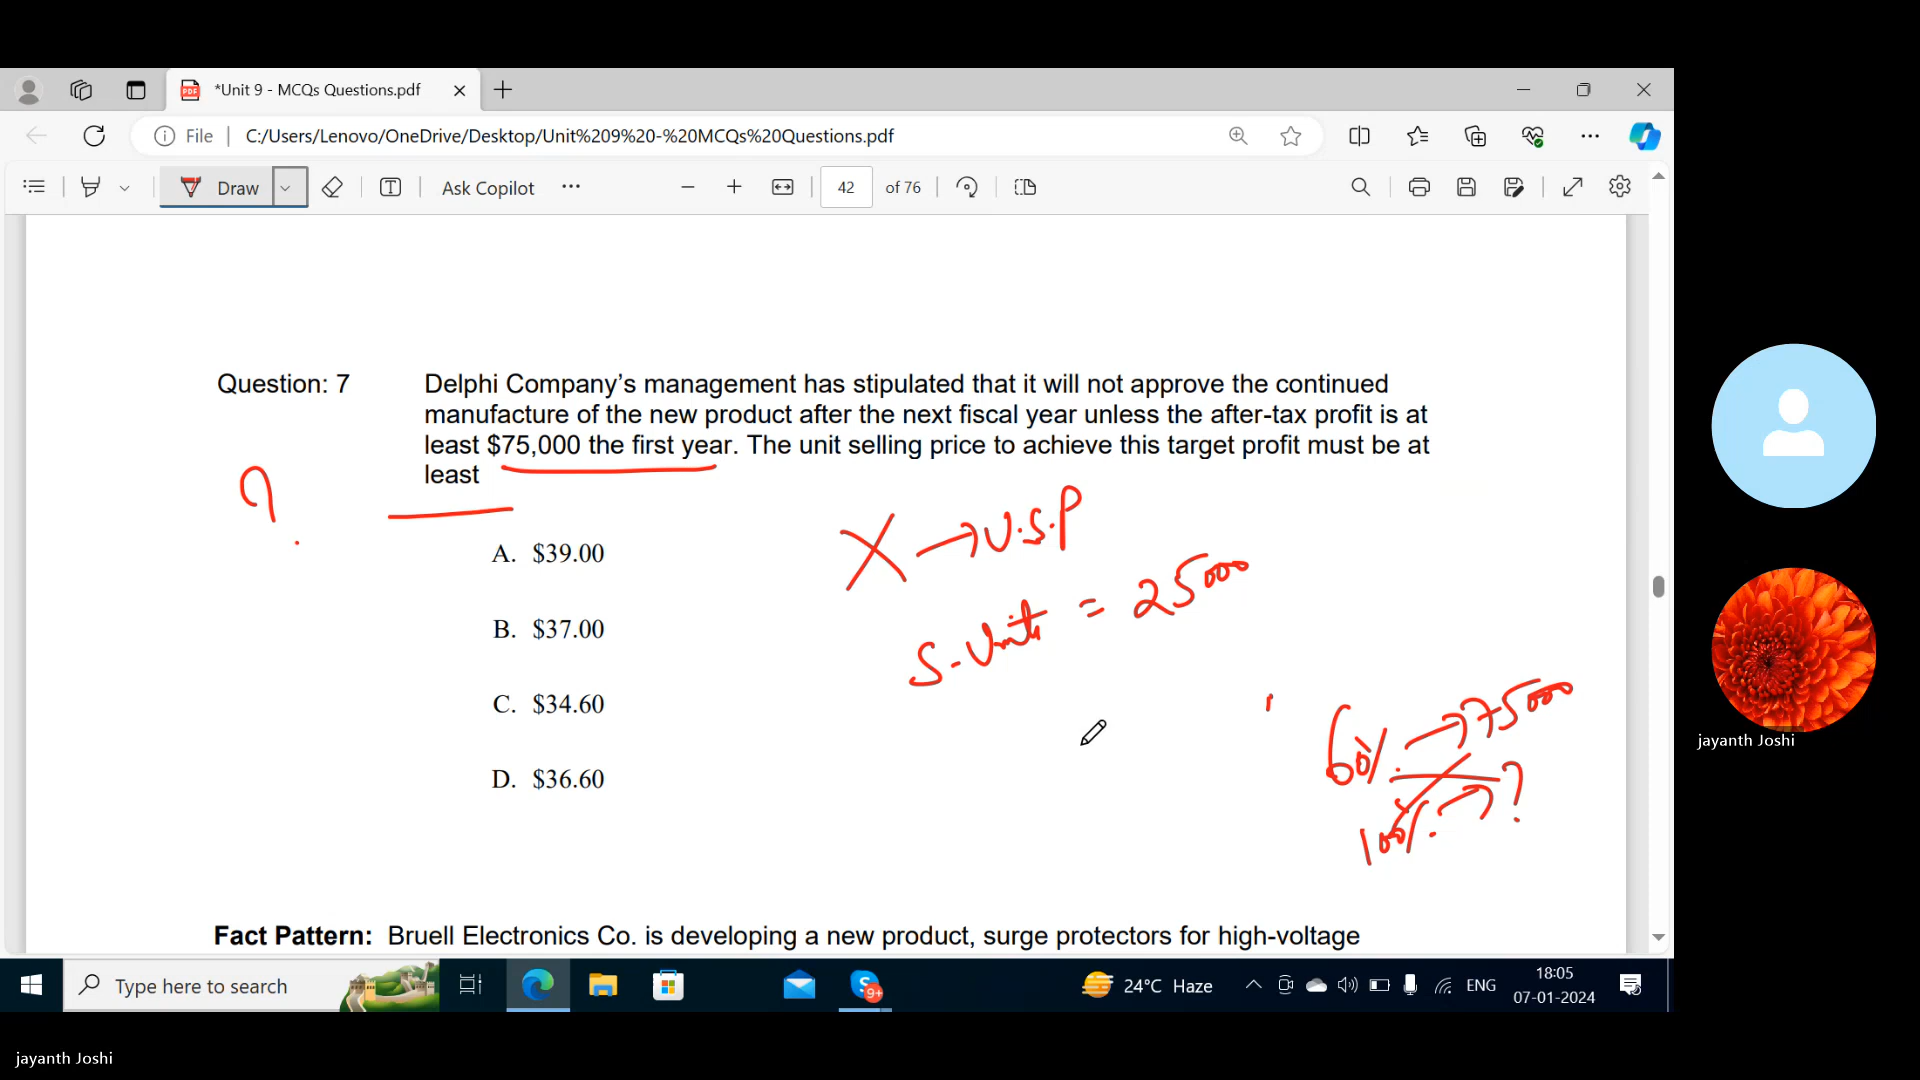 *Unit 9 - MCQs Questions.pdf
File | C:/Users/Lenovo/OneDrive/Desktop/Unit%209%20-%20MCQs%20Questions.pdf
Draw Ask Copilot 42 of 76
Question: 7 Delphi Company's management has stipulated that it will not approve the continued
manufacture of the new product after the next fiscal year unless the after-tax profit is at
least $75,000 the first year. The unit selling price to achieve this target profit must be at
least
?
X → U.S.P
A. $39.00
S. Units = 25000
B. $37.00
60% → 75000
C. $34.60
100% → ?
D. $36.60
Fact Pattern: Bruell Electronics Co. is developing a new product, surge protectors for high-voltage
Type here to search
9+
24°C Haze
ENG
18:05
07-01-2024
jayanth Joshi
jayanth Joshi